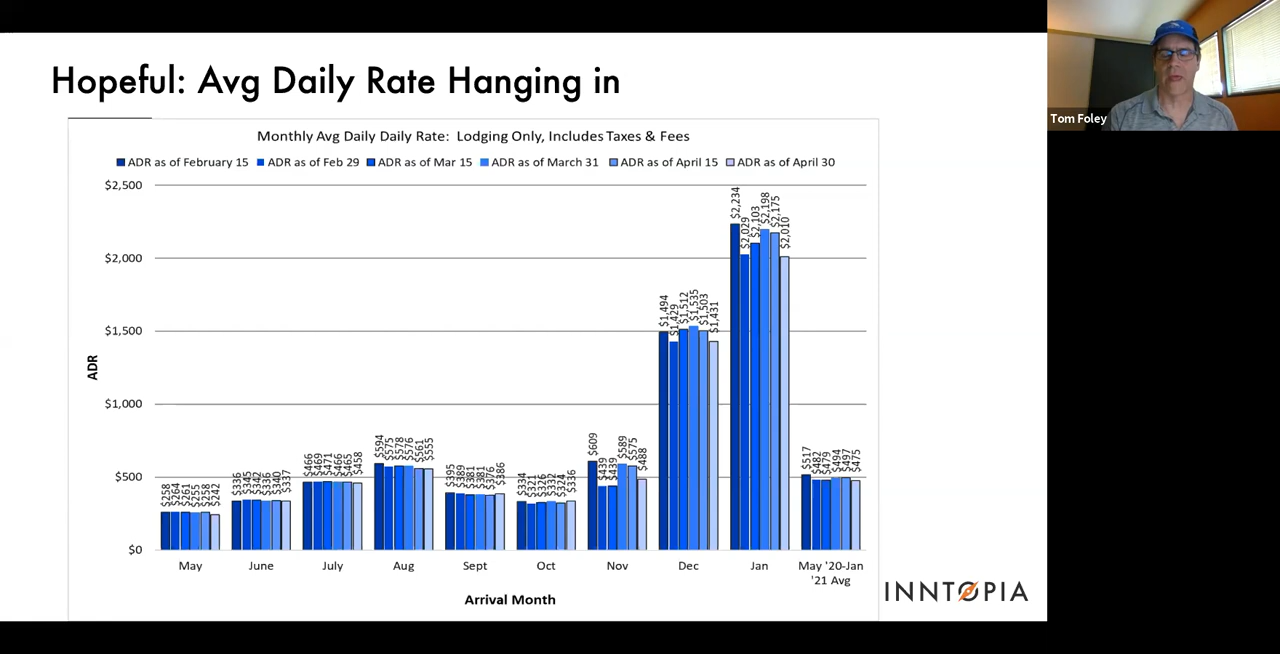 Hopeful: Avg Daily Rate Hanging in
Tom Foley
Monthly Avg Daily Daily Rate: Lodging Only, Includes Taxes & Fees
ADR as of February 15 ADR as of Feb 29 ADR as of Mar 15 ADR as of March 31 ADR as of April 15 ADR as of April 30
$2,500
$2,000
$1,500
$1,000
$500
$0
ADR
$258 $264 $261 $255 $258 $242
$336 $345 $342 $336 $340 $337
$466 $469 $471 $466 $465 $458
$594 $575 $578 $576 $561 $555
$395 $389 $381 $381 $376 $386
$334 $321 $326 $332 $324 $336
$609 $439 $439 $589 $575 $488
$1,494 $1,429 $1,512 $1,535 $1,503 $1,431
$2,234 $2,029 $2,103 $2,198 $2,175 $2,010
$517 $482 $479 $494 $497 $475
May June July Aug Sept Oct Nov Dec Jan May '20-Jan
'21 Avg
Arrival Month
INNTOPIA